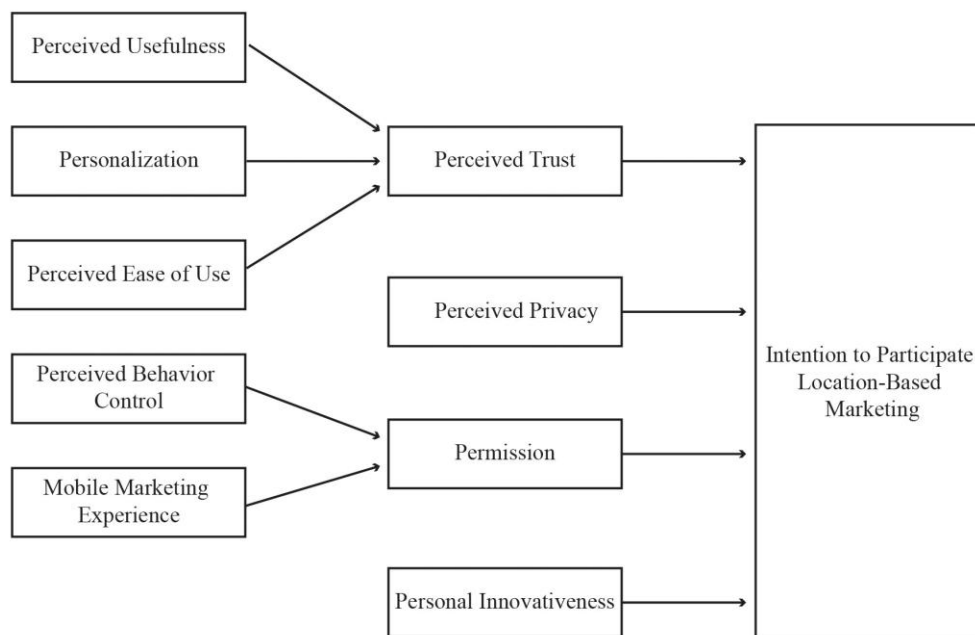 Perceived Usefulness
Personalization
Perceived Ease of Use
Perceived Behavior
Control
Mobile Marketing
Experience
Perceived Trust
Perceived Privacy
Permission
Personal Innovativeness
Intention to Participate
Location-Based
Marketing